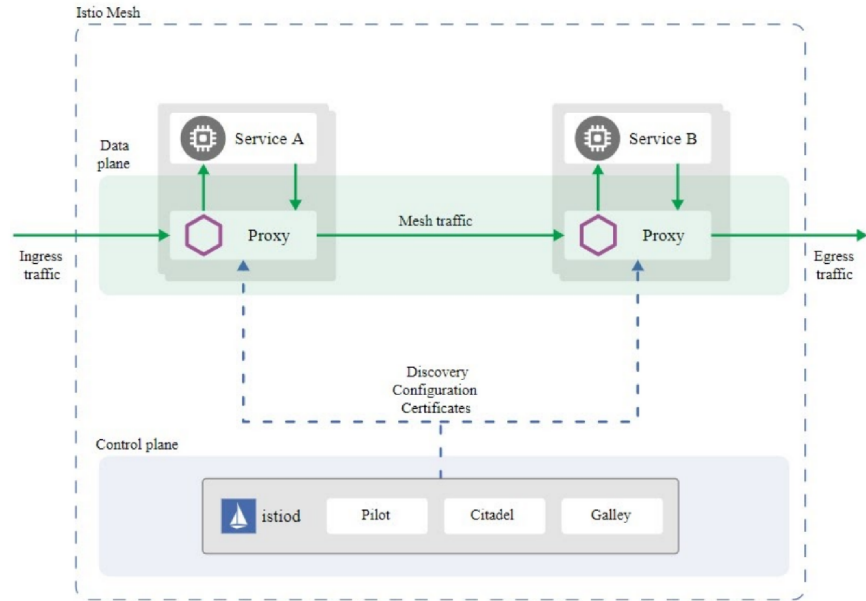 Istio Mesh
Service A
Service B
Data
plane
Mesh traffic
Proxy
Proxy
Ingress
traffic
Egress
traffic
Discovery
Configuration
Certificates
Control plane
istiod
Pilot
Citadel
Galley